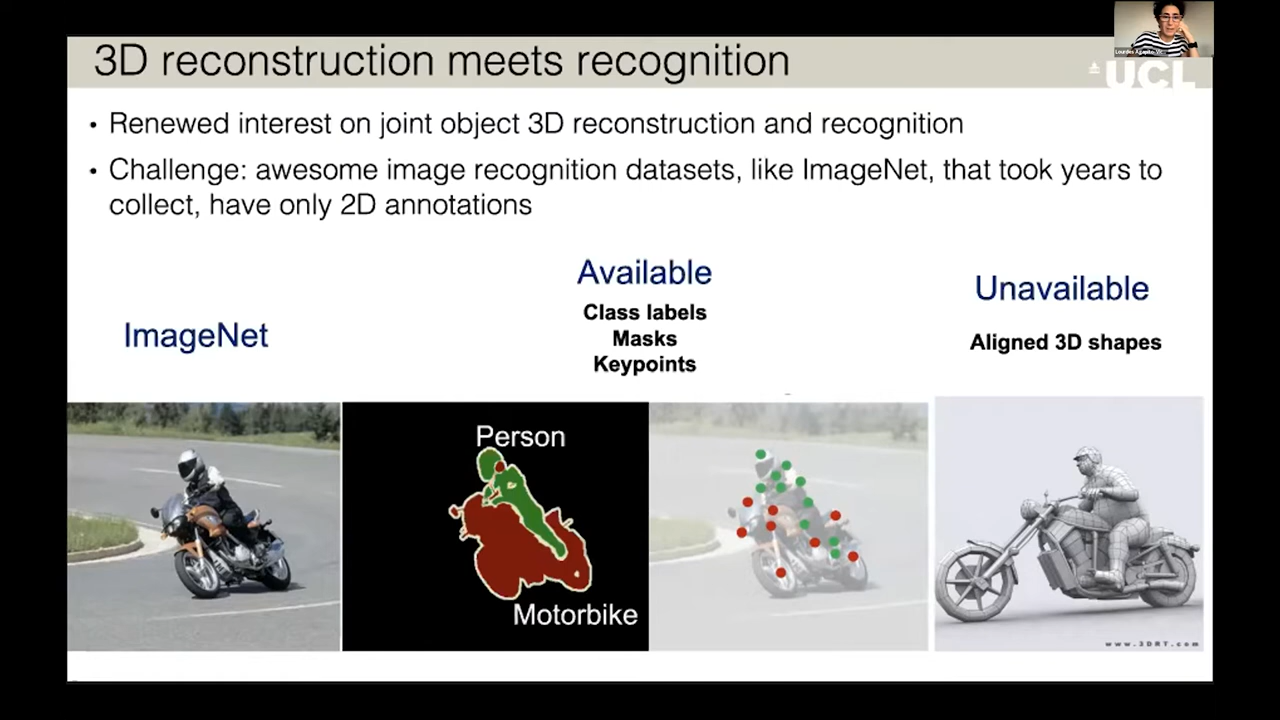 3D reconstruction meets recognition
Lourdes Agapito
UCL
• Renewed interest on joint object 3D reconstruction and recognition
• Challenge: awesome image recognition datasets, like ImageNet, that took years to
collect, have only 2D annotations
ImageNet
Available
Class labels
Masks
Keypoints
Unavailable
Aligned 3D shapes
Person
Motorbike
www.3DRT.com